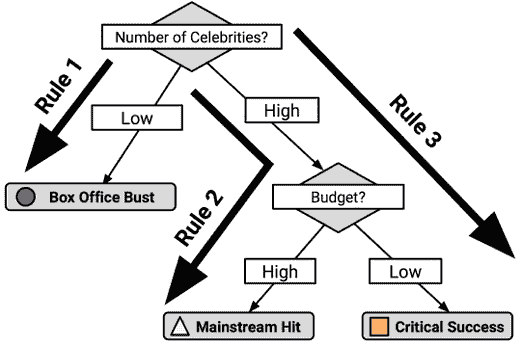 Number of Celebrities?
Rule 1
Low
High
Rule 3
Box Office Bust
Rule 2
Budget?
High
Low
Mainstream Hit
Critical Success